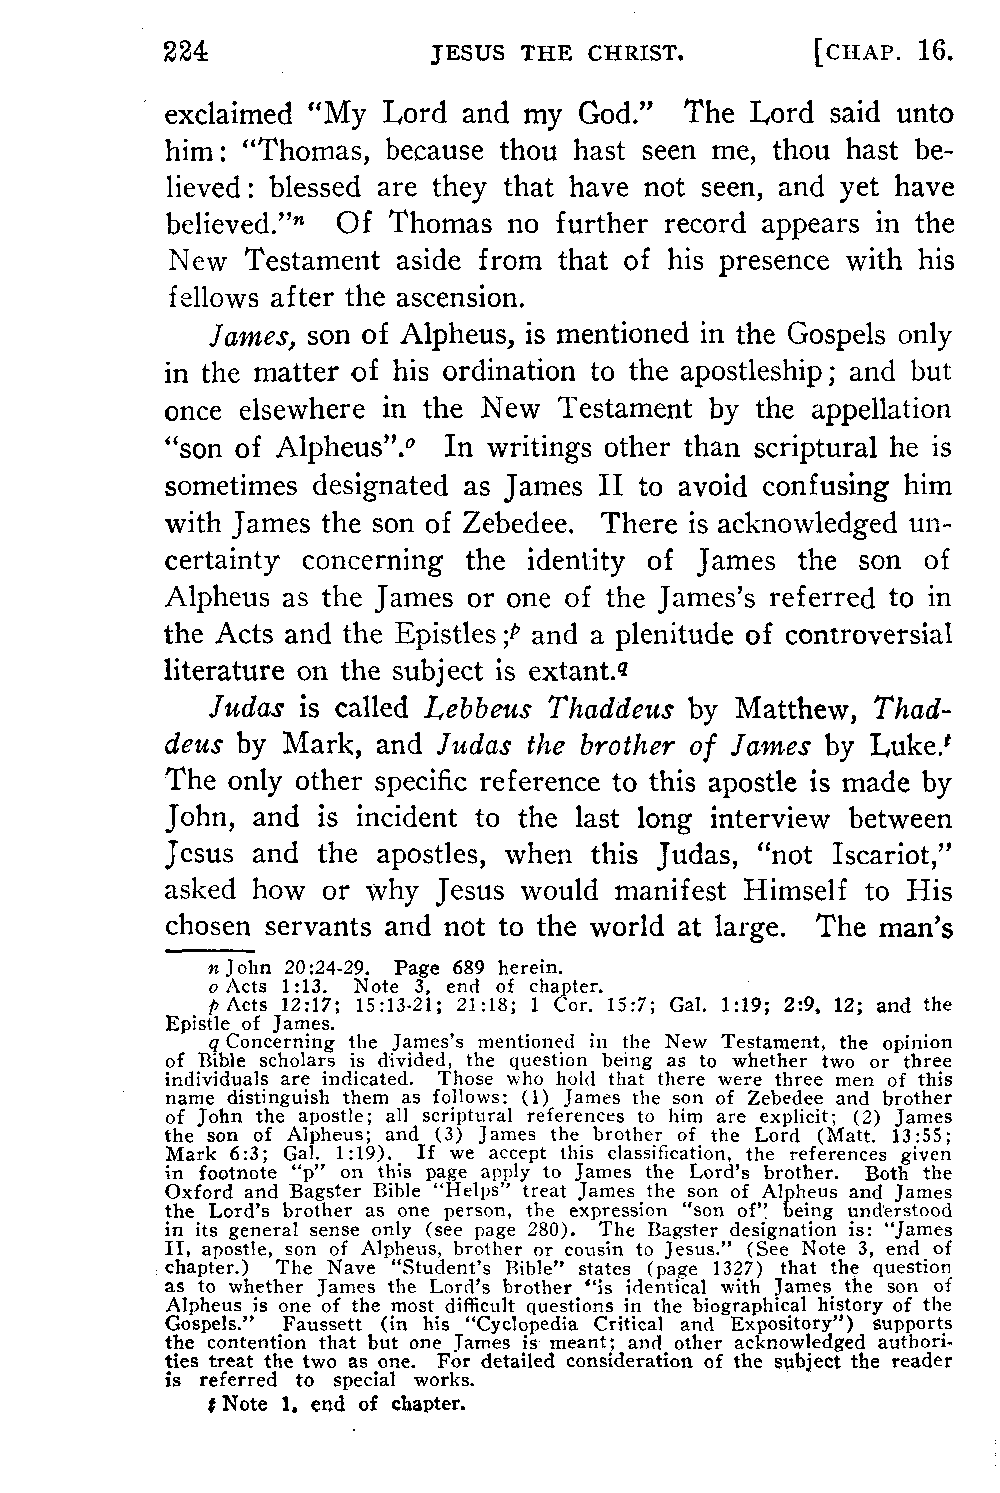 224 JESUS THE CHRIST. [CHAP. 16.
exclaimed “My Lord and my God.” The Lord said unto
him: “Thomas, because thou hast seen me, thou hast be-
lieved: blessed are they that have not seen, and yet have
believed.”n Of Thomas no further record appears in the
New Testament aside from that of his presence with his
fellows after the ascension.
James, son of Alpheus, is mentioned in the Gospels only
in the matter of his ordination to the apostleship; and but
once elsewhere in the New Testament by the appellation
“son of Alpheus”.o In writings other than scriptural he is
sometimes designated as James II to avoid confusing him
with James the son of Zebedee. There is acknowledged un-
certainty concerning the identity of James the son of
Alpheus as the James or one of the James’s referred to in
the Acts and the Epistles;p and a plenitude of controversial
literature on the subject is extant.q
Judas is called Lebbeus Thaddeus by Matthew, Thad-
deus by Mark, and Judas the brother of James by Luke.t
The only other specific reference to this apostle is made by
John, and is incident to the last long interview between
Jesus and the apostles, when this Judas, “not Iscariot,”
asked how or why Jesus would manifest Himself to His
chosen servants and not to the world at large. The man’s
n John 20:24-29. Page 689 herein.
o Acts 1:13. Note 3, end of chapter.
p Acts 12:17; 15:13-21; 21:18; 1 Cor. 15:7; Gal. 1:19; 2:9, 12; and the
Epistle of James.
q Concerning the James’s mentioned in the New Testament, the opinion
of Bible scholars is divided, the question being as to whether two or three
individuals are indicated. Those who hold that there were three men of this
name distinguish them as follows: (1) James the son of Zebedee and brother
of John the apostle; all scriptural references to him are explicit; (2) James
the son of Alpheus; and (3) James the brother of the Lord (Matt. 13:55;
Mark 6:3; Gal. 1:19). If we accept this classification, the references given
in footnote “p” on this page apply to James the Lord’s brother. Both the
Oxford and Bagster Bible “Helps” treat James the son of Alpheus and James
the Lord’s brother as one person, the expression “son of” being understood
in its general sense only (see page 280). The Bagster designation is: “James
II, apostle, son of Alpheus, brother or cousin to Jesus.” (See Note 3, end of
chapter.) The Nave “Student’s Bible” states (page 1327) that the question
as to whether James the Lord’s brother “is identical with James the son of
Alpheus is one of the most difficult questions in the biographical history of the
Gospels.” Faussett (in his “Cyclopedia Critical and Expository”) supports
the contention that but one James is meant; and other acknowledged authori-
ties treat the two as one. For detailed consideration of the subject the reader
is referred to special works.
t Note 1, end of chapter.